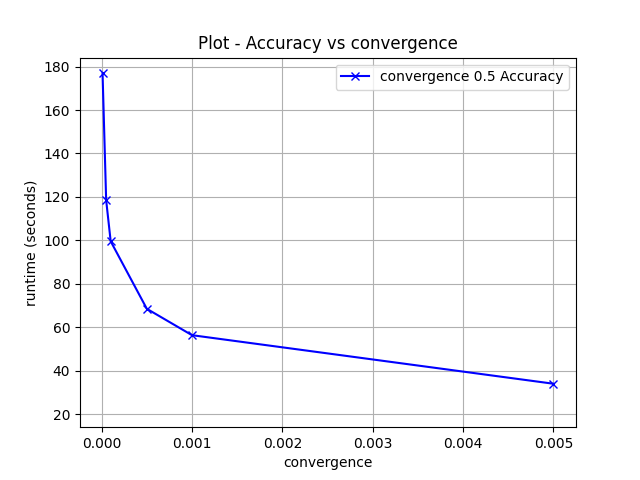 Plot - Accuracy vs convergence
convergence 0.5 Accuracy
runtime (seconds)
180
160
140
120
100
80
60
40
20
0.000 0.001 0.002 0.003 0.004 0.005
convergence